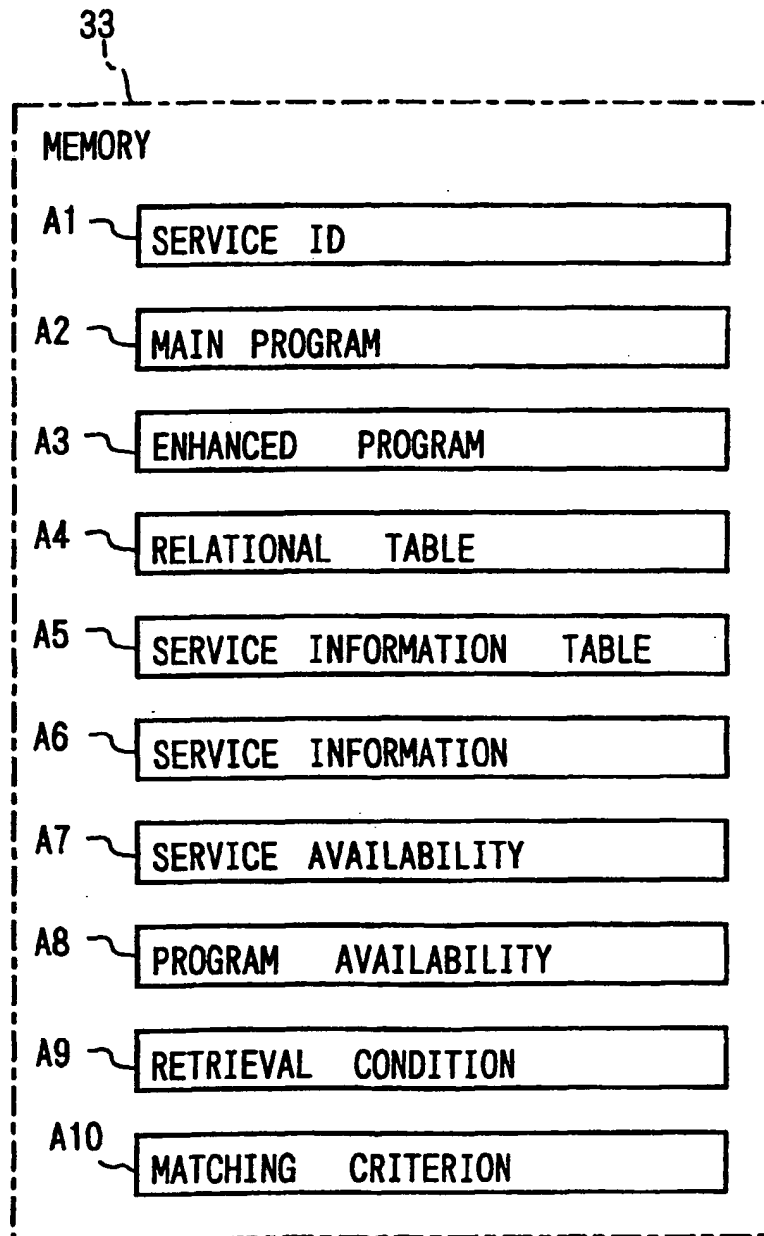 33
MEMORY
A1 SERVICE ID
A2 MAIN PROGRAM
A3 ENHANCED PROGRAM
A4 RELATIONAL TABLE
A5 SERVICE INFORMATION TABLE
A6 SERVICE INFORMATION
A7 SERVICE AVAILABILITY
A8 PROGRAM AVAILABILITY
A9 RETRIEVAL CONDITION
A10 MATCHING CRITERION